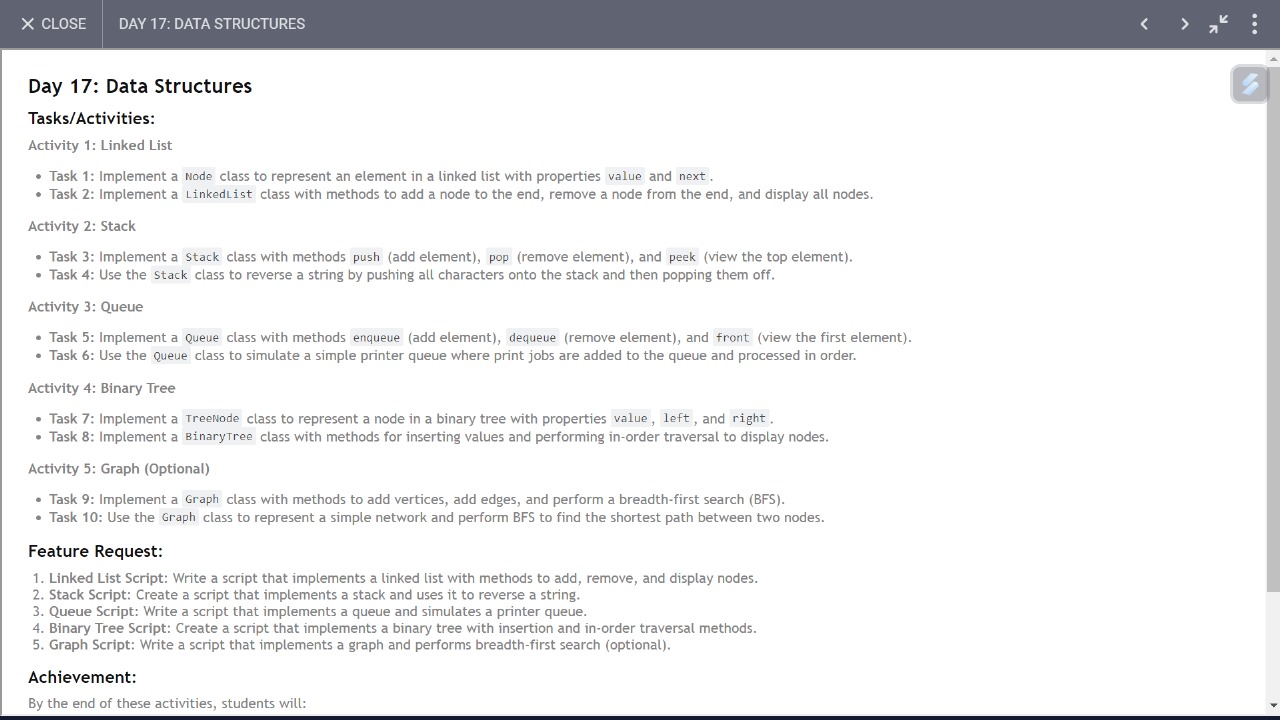 CLOSE
DAY 17: DATA STRUCTURES
Day 17: Data Structures
Tasks/Activities:
Activity 1: Linked List
• Task 1: Implement a Node class to represent an element in a linked list with properties value and next.
• Task 2: Implement a LinkedList class with methods to add a node to the end, remove a node from the end, and display all nodes.
Activity 2: Stack
• Task 3: Implement a Stack class with methods push (add element), pop (remove element), and peek (view the top element).
• Task 4: Use the Stack class to reverse a string by pushing all characters onto the stack and then popping them off.
Activity 3: Queue
• Task 5: Implement a Queue class with methods enqueue (add element), dequeue (remove element), and front (view the first element).
• Task 6: Use the Queue class to simulate a simple printer queue where print jobs are added to the queue and processed in order.
Activity 4: Binary Tree
• Task 7: Implement a TreeNode class to represent a node in a binary tree with properties value, left, and right.
• Task 8: Implement a BinaryTree class with methods for inserting values and performing in-order traversal to display nodes.
Activity 5: Graph (Optional)
• Task 9: Implement a Graph class with methods to add vertices, add edges, and perform a breadth-first search (BFS).
• Task 10: Use the Graph class to represent a simple network and perform BFS to find the shortest path between two nodes.
Feature Request:
1. Linked List Script: Write a script that implements a linked list with methods to add, remove, and display nodes.
2. Stack Script: Create a script that implements a stack and uses it to reverse a string.
3. Queue Script: Write a script that implements a queue and simulates a printer queue.
4. Binary Tree Script: Create a script that implements a binary tree with insertion and in-order traversal methods.
5. Graph Script: Write a script that implements a graph and performs breadth-first search (optional).
Achievement:
By the end of these activities, students will: